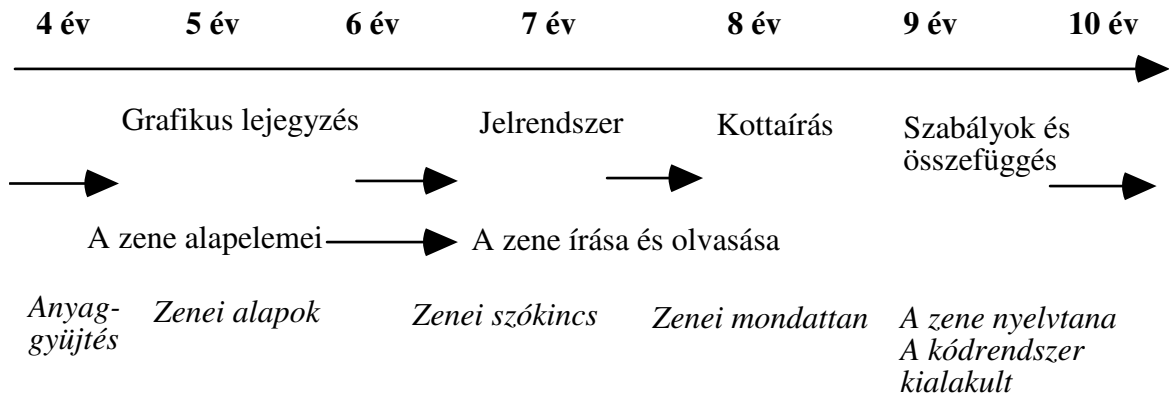 4 év 5 év 6 év 7 év 8 év 9 év 10 év
Grafikus lejegyzés Jelrendszer Kottaírás Szabályok és
összefüggés
A zene alapelemei A zene írása és olvasása
Anyag- Zenei alapok Zenei szókincs Zenei mondattan A zene nyelvtana
gyüjtés A kódrendszer
kialakult